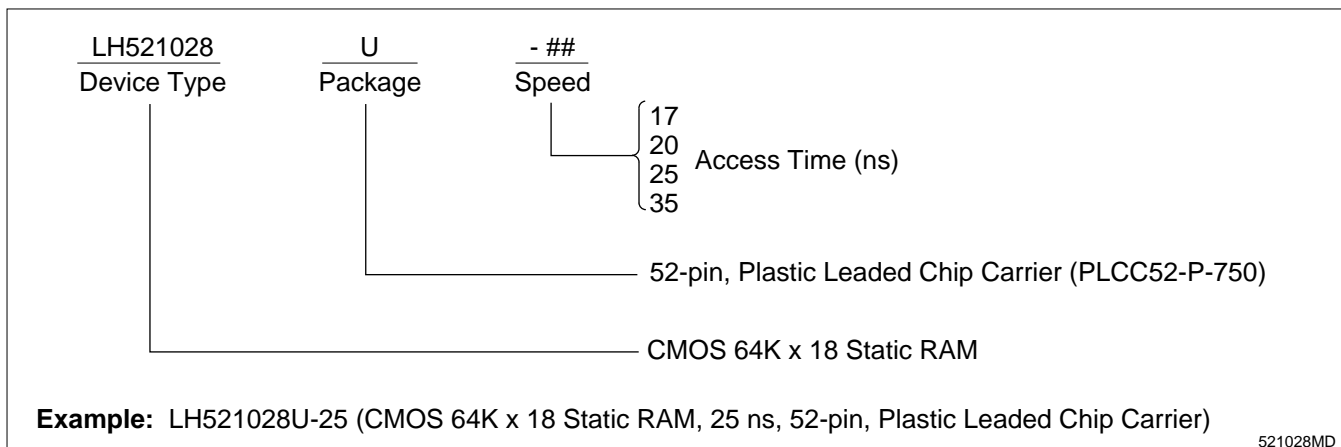 LH521028 U - ##
Device Type Package Speed
17
20
25
35
Access Time (ns)
52-pin, Plastic Leaded Chip Carrier (PLCC52-P-750)
CMOS 64K x 18 Static RAM
Example: LH521028U-25 (CMOS 64K x 18 Static RAM, 25 ns, 52-pin, Plastic Leaded Chip Carrier)
521028MD